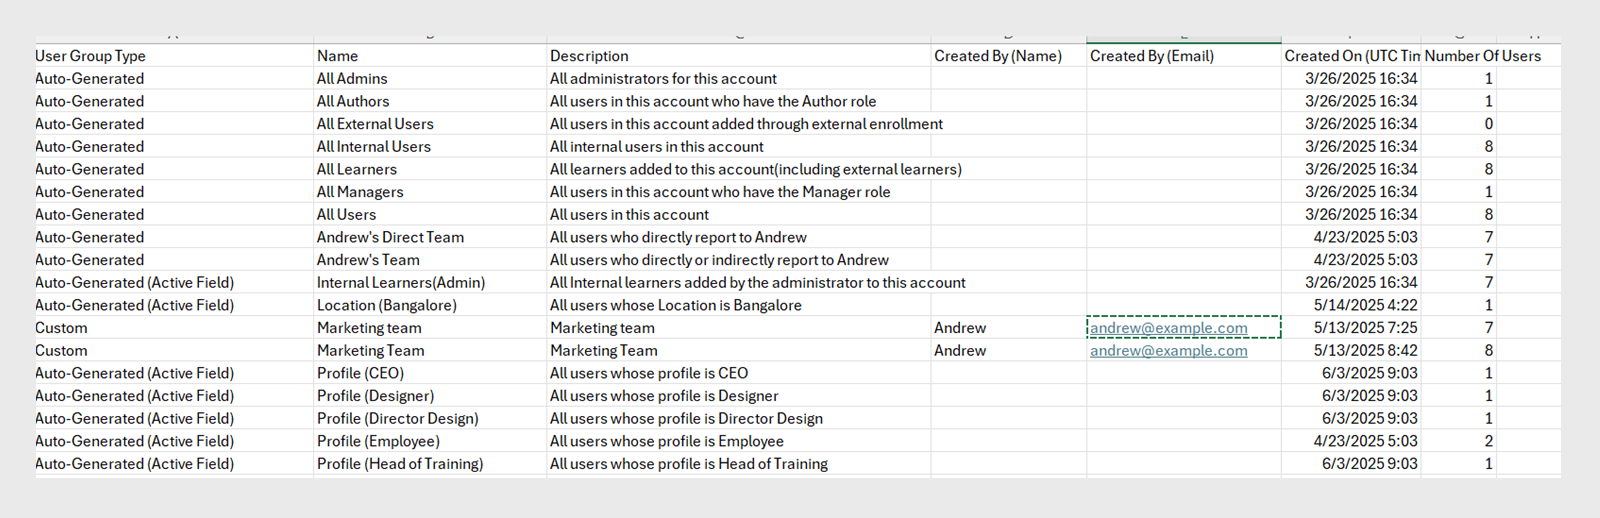 User Group Type Name Description Created By (Name) Created By (Email) Created On (UTC Tim Number Of Users
Auto-Generated All Admins All administrators for this account 3/26/2025 16:34 1
Auto-Generated All Authors All users in this account who have the Author role 3/26/2025 16:34 1
Auto-Generated All External Users All users in this account added through external enrollment 3/26/2025 16:34 0
Auto-Generated All Internal Users All internal users in this account 3/26/2025 16:34 8
Auto-Generated All Learners All learners added to this account(including external learners) 3/26/2025 16:34 8
Auto-Generated All Managers All users in this account who have the Manager role 3/26/2025 16:34 1
Auto-Generated All Users All users in this account 3/26/2025 16:34 8
Auto-Generated Andrew's Direct Team All users who directly report to Andrew 4/23/2025 5:03 7
Auto-Generated Andrew's Team All users who directly or indirectly report to Andrew 4/23/2025 5:03 7
Auto-Generated (Active Field) Internal Learners(Admin) All Internal learners added by the administrator to this account 3/26/2025 16:34 7
Auto-Generated (Active Field) Location (Bangalore) All users whose Location is Bangalore 5/14/2025 4:22 1
Custom Marketing team Marketing team Andrew andrew@example.com 5/13/2025 7:25 7
Custom Marketing Team Marketing Team Andrew andrew@example.com 5/13/2025 8:42 8
Auto-Generated (Active Field) Profile (CEO) All users whose profile is CEO 6/3/2025 9:03 1
Auto-Generated (Active Field) Profile (Designer) All users whose profile is Designer 6/3/2025 9:03 1
Auto-Generated (Active Field) Profile (Director Design) All users whose profile is Director Design 6/3/2025 9:03 1
Auto-Generated (Active Field) Profile (Employee) All users whose profile is Employee 4/23/2025 5:03 2
Auto-Generated (Active Field) Profile (Head of Training) All users whose profile is Head of Training 6/3/2025 9:03 1